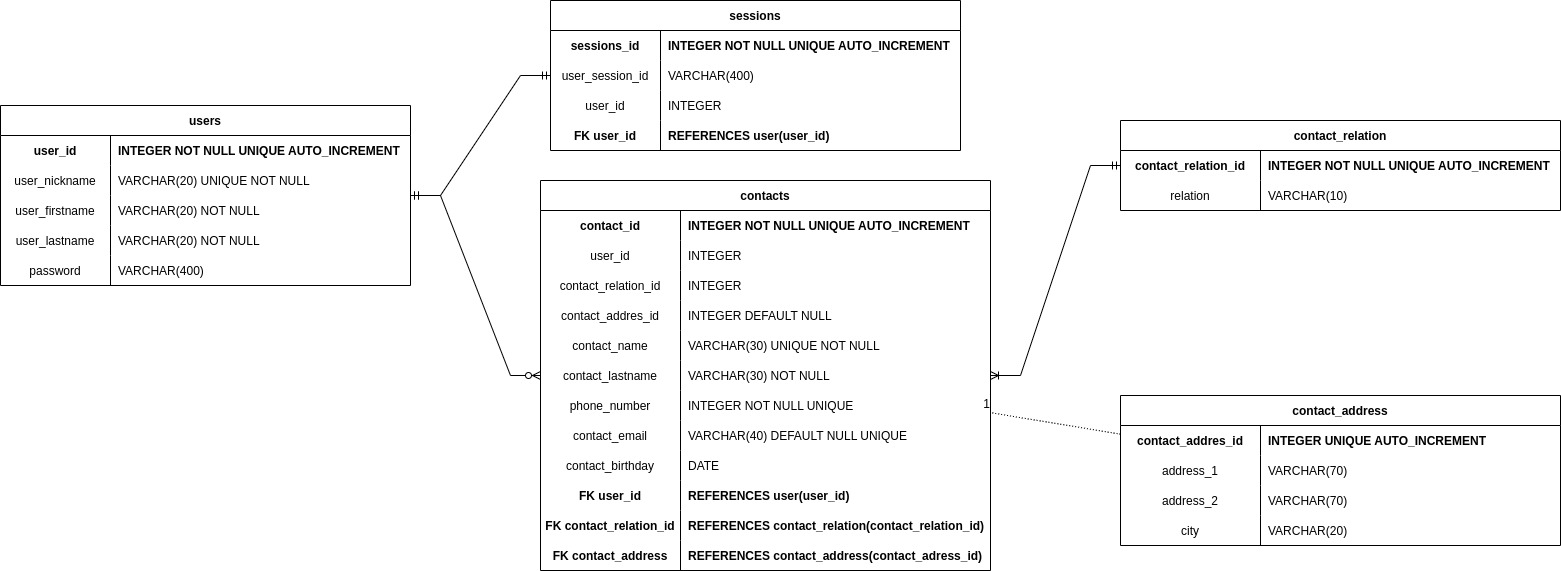 users
user_id INTEGER NOT NULL UNIQUE AUTO_INCREMENT
user_nickname VARCHAR(20) UNIQUE NOT NULL
user_firstname VARCHAR(20) NOT NULL
user_lastname VARCHAR(20) NOT NULL
password VARCHAR(400)
sessions
sessions_id INTEGER NOT NULL UNIQUE AUTO_INCREMENT
user_session_id VARCHAR(400)
user_id INTEGER
FK user_id REFERENCES user(user_id)
contacts
contact_id INTEGER NOT NULL UNIQUE AUTO_INCREMENT
user_id INTEGER
contact_relation_id INTEGER
contact_addres_id INTEGER DEFAULT NULL
contact_name VARCHAR(30) UNIQUE NOT NULL
contact_lastname VARCHAR(30) NOT NULL
phone_number INTEGER NOT NULL UNIQUE
contact_email VARCHAR(40) DEFAULT NULL UNIQUE
contact_birthday DATE
FK user_id REFERENCES user(user_id)
FK contact_relation_id REFERENCES contact_relation(contact_relation_id)
FK contact_address REFERENCES contact_address(contact_adress_id)
1
contact_relation
contact_relation_id INTEGER NOT NULL UNIQUE AUTO_INCREMENT
relation VARCHAR(10)
contact_address
contact_addres_id INTEGER UNIQUE AUTO_INCREMENT
address_1 VARCHAR(70)
address_2 VARCHAR(70)
city VARCHAR(20)